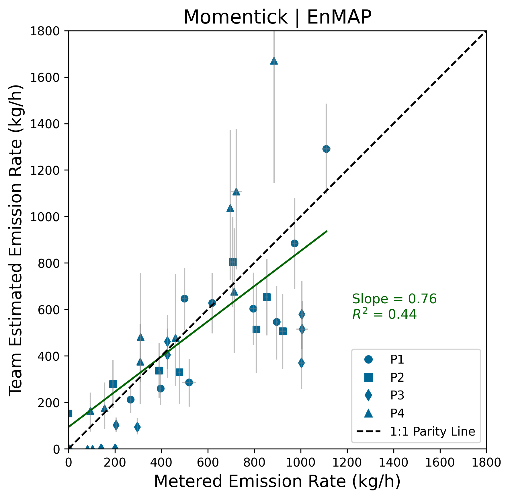 Momentick | EnMAP
Team Estimated Emission Rate (kg/h)
1800
1600
1400
1200
1000
800
600
400
200
0
Slope = 0.76
R² = 0.44
P1
P2
P3
P4
1:1 Parity Line
0 200 400 600 800 1000 1200 1400 1600 1800
Metered Emission Rate (kg/h)